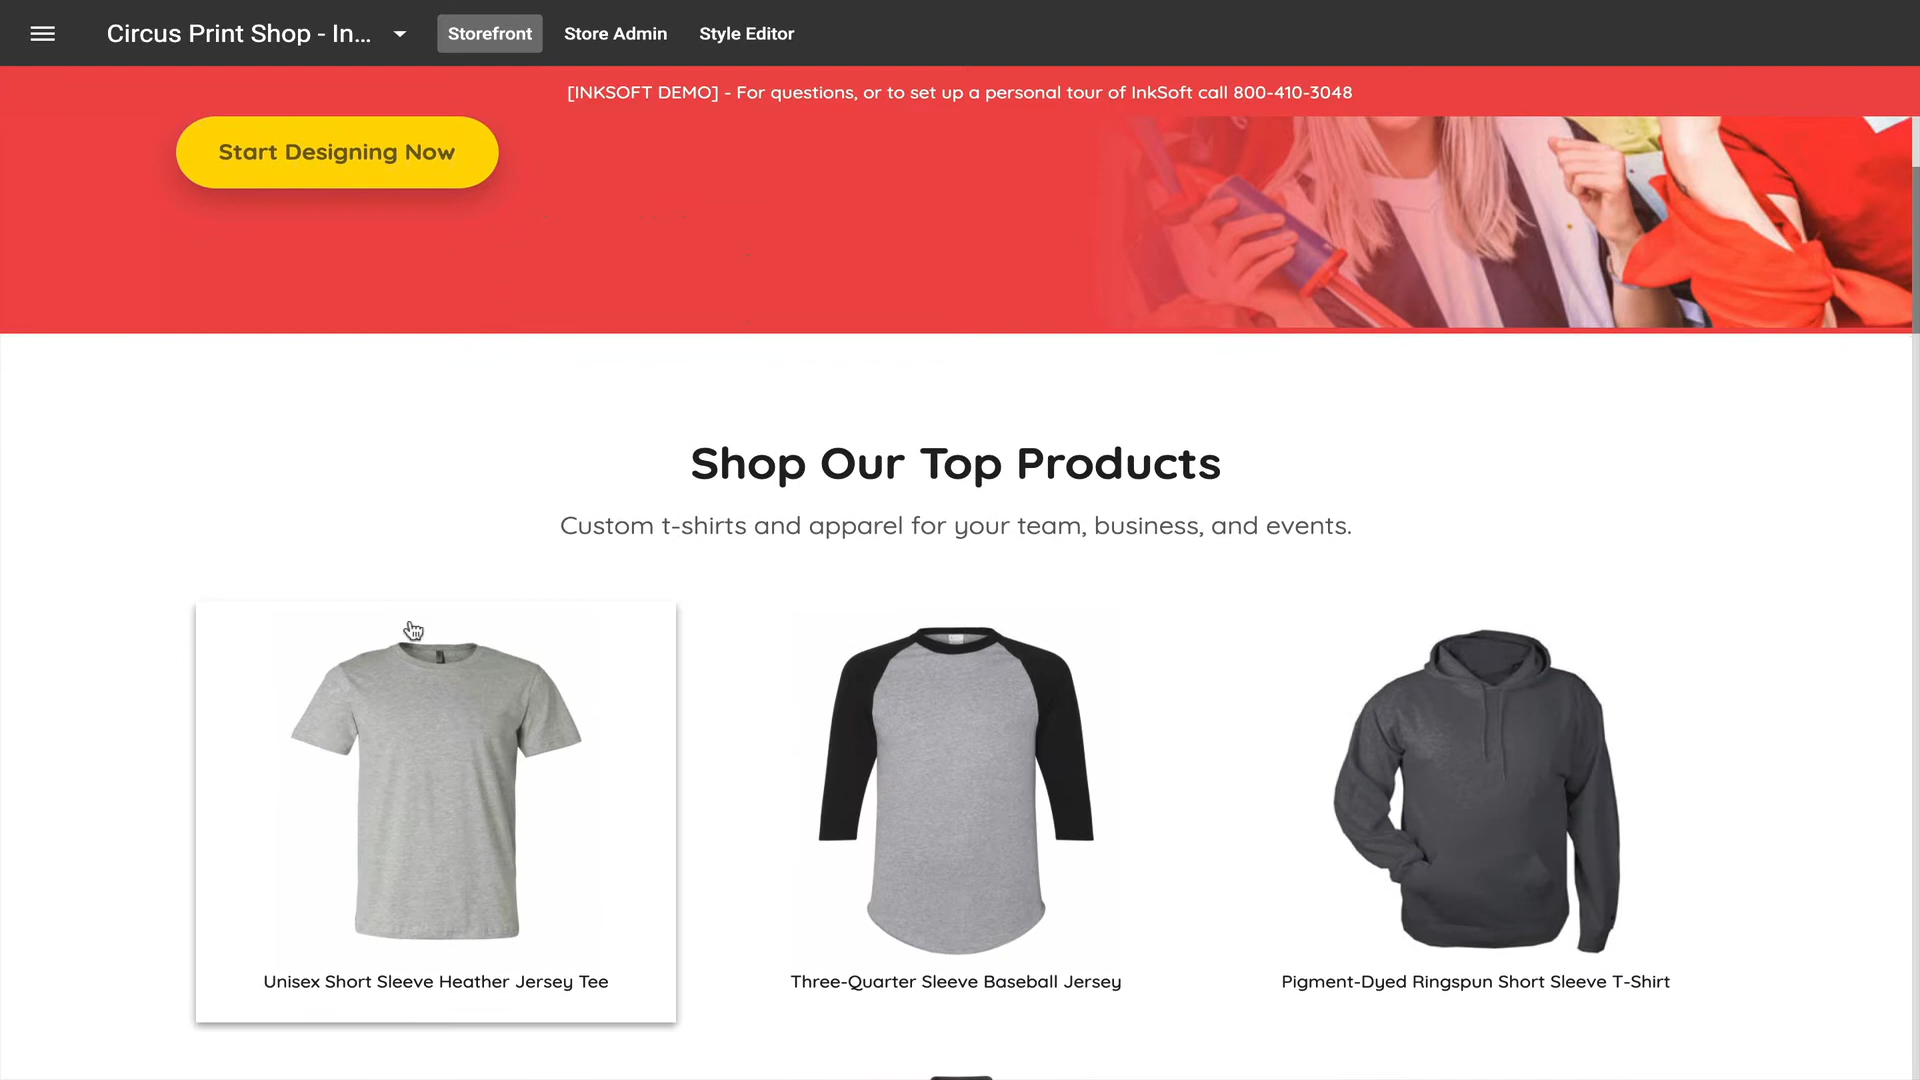 Circus Print Shop - In...
Storefront
Store Admin
Style Editor
[INKSOFT DEMO] - For questions, or to set up a personal tour of InkSoft call 800-410-3048
Start Designing Now
Shop Our Top Products
Custom t-shirts and apparel for your team, business, and events.
Unisex Short Sleeve Heather Jersey Tee
Three-Quarter Sleeve Baseball Jersey
Pigment-Dyed Ringspun Short Sleeve T-Shirt